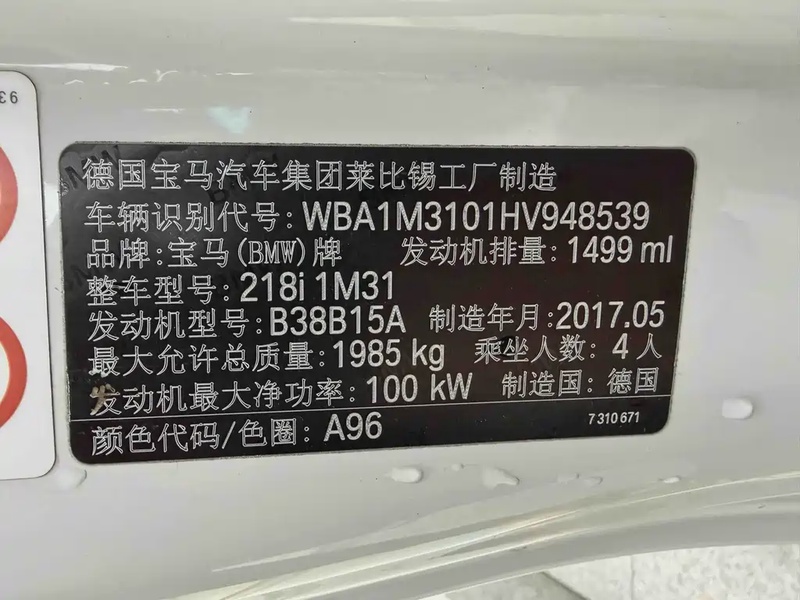 93
德国宝马汽车集团莱比锡工厂制造
车辆识别代号: WBA1M3101HV948539
品牌: 宝马(BMW)牌 发动机排量: 1499 ml
整车型号: 218i 1M31
发动机型号: B38B15A 制造年月: 2017.05
最大允许总质量: 1985 kg 乘坐人数: 4 人
发动机最大净功率: 100 kW 制造国: 德国
颜色代码/色圈: A96 7 310 671